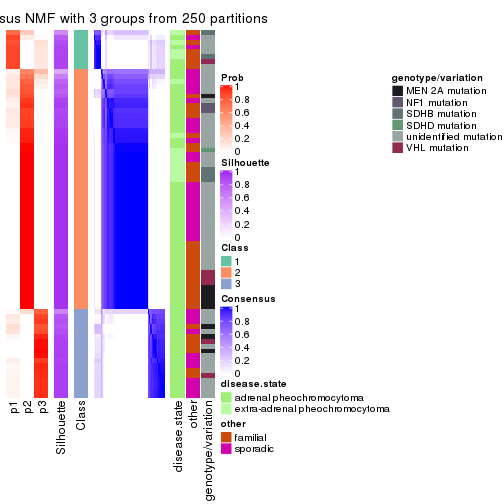 sus NMF with 3 groups from 250 partitions
Prob
1
0.8
0.6
0.4
0.2
0
Silhouette
1
0.8
0.6
0.4
0.2
0
Class
1
2
3
Consensus
1
0.8
0.6
0.4
0.2
0
disease.state
adrenal pheochromocytoma
extra-adrenal pheochromocytoma
other
familial
sporadic
genotype/variation
MEN 2A mutation
NF1 mutation
SDHB mutation
SDHD mutation
unidentified mutation
VHL mutation
p1
p2
p3
Silhouette
Class
disease.state
other
genotype/variation